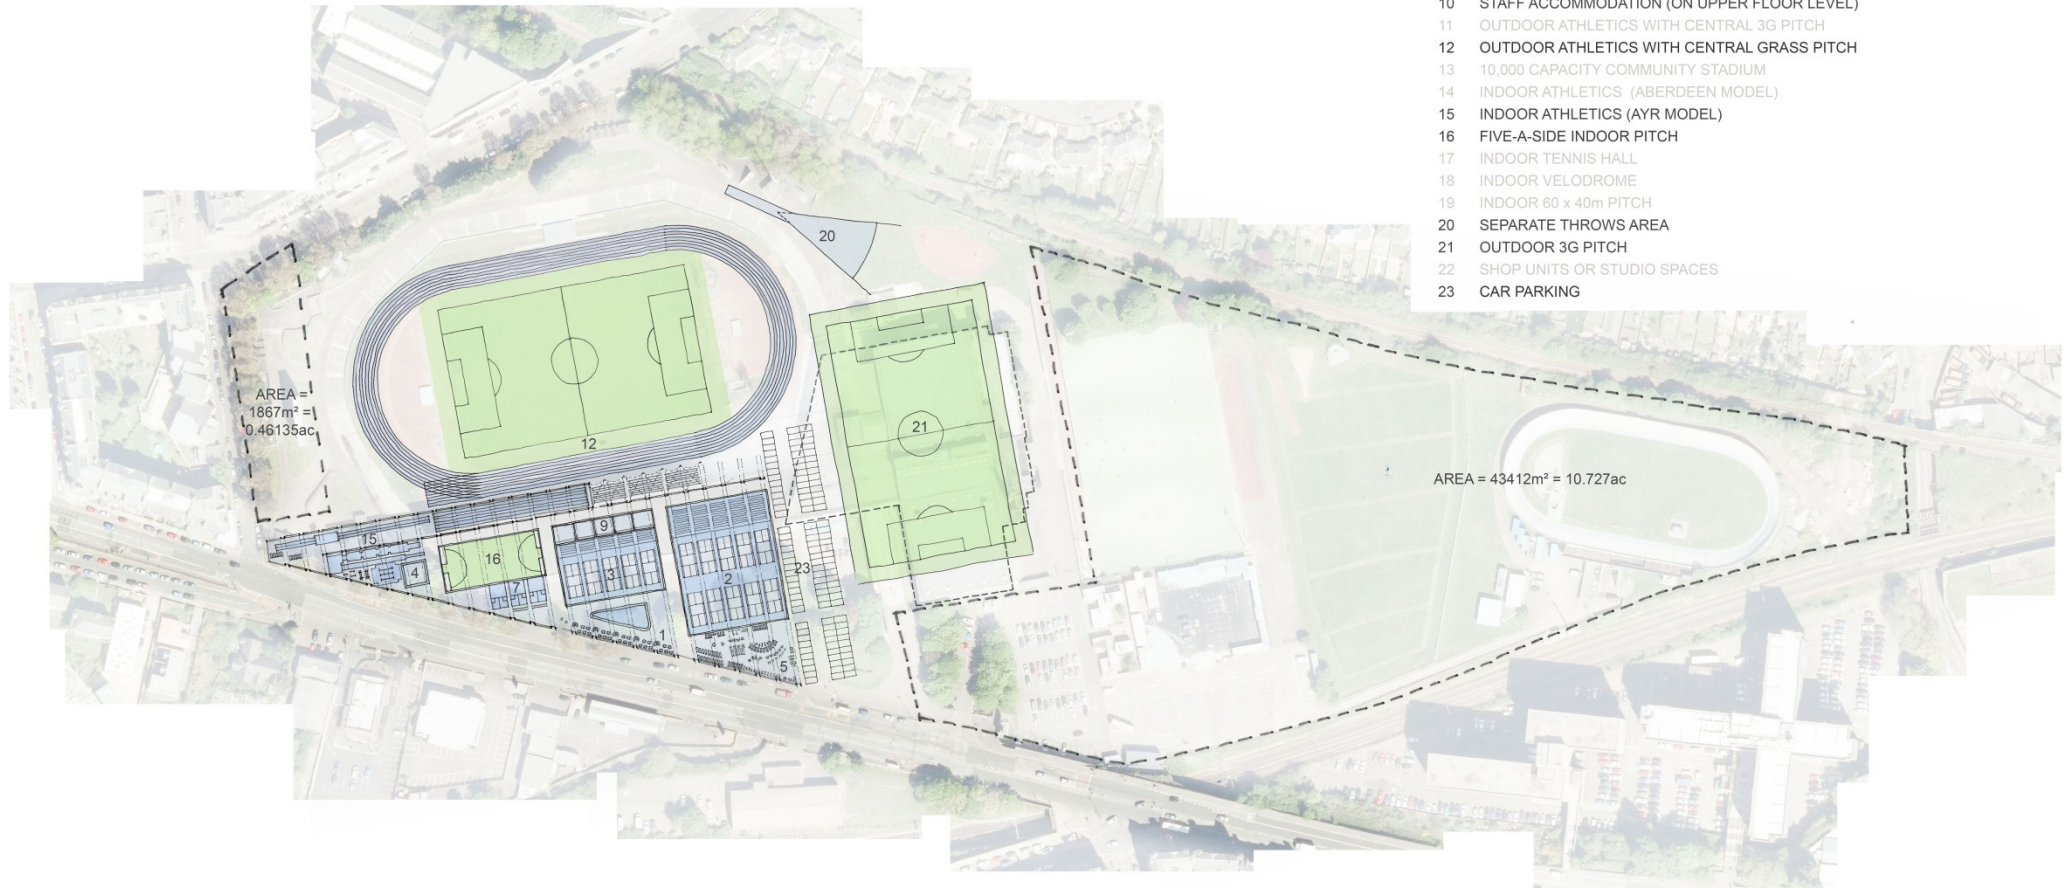 10 STAFF ACCOMMODATION (ON UPPER FLOOR LEVEL)
11 OUTDOOR ATHLETICS WITH CENTRAL 3G PITCH
12 OUTDOOR ATHLETICS WITH CENTRAL GRASS PITCH
13 10,000 CAPACITY COMMUNITY STADIUM
14 INDOOR ATHLETICS (ABERDEEN MODEL)
15 INDOOR ATHLETICS (AYR MODEL)
16 FIVE-A-SIDE INDOOR PITCH
17 INDOOR TENNIS HALL
18 INDOOR VELODROME
19 INDOOR 60 x 40m PITCH
20 SEPARATE THROWS AREA
21 OUTDOOR 3G PITCH
22 SHOP UNITS OR STUDIO SPACES
23 CAR PARKING
20
AREA =
1867m² =
0.46135ac
12
21
AREA = 43412m² = 10.727ac
15
4
16
7
9
3
2
23
1
5